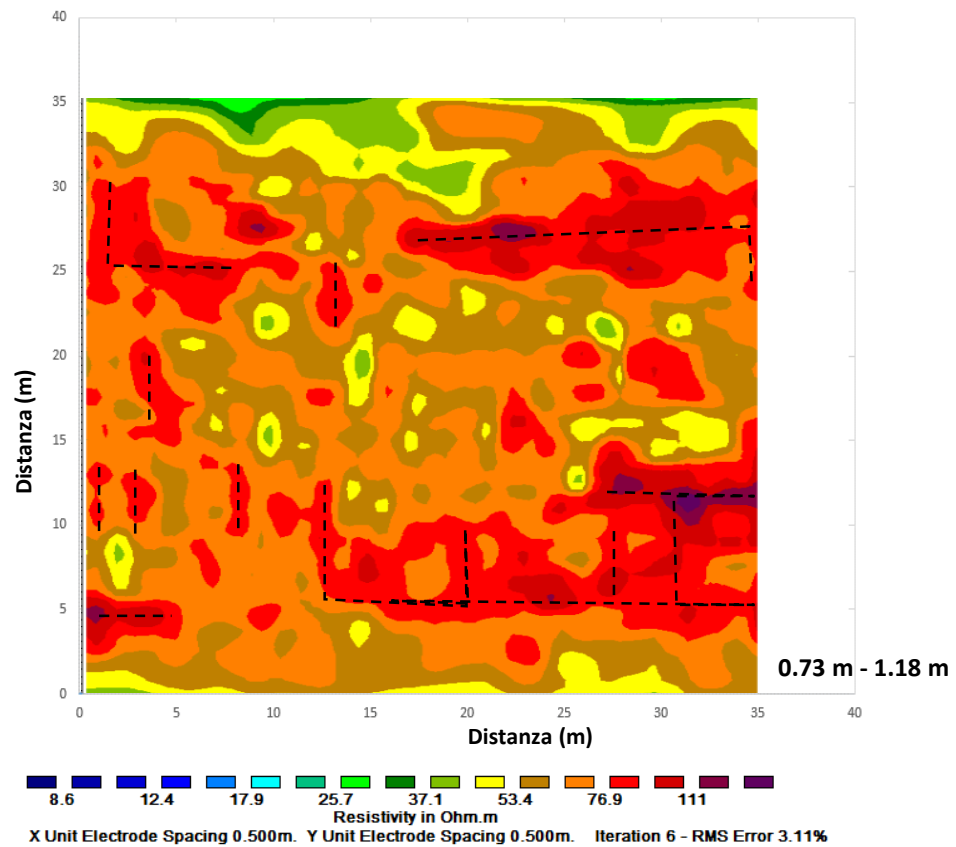 40
35
30
25
20
15
10
5
0
Distanza (m)
0.73 m - 1.18 m
0 5 10 15 20 25 30 35 40
Distanza (m)
8.6 12.4 17.9 25.7 37.1 53.4 76.9 111
Resistivity in Ohm.m
X Unit Electrode Spacing 0.500m. Y Unit Electrode Spacing 0.500m. Iteration 6 - RMS Error 3.11%